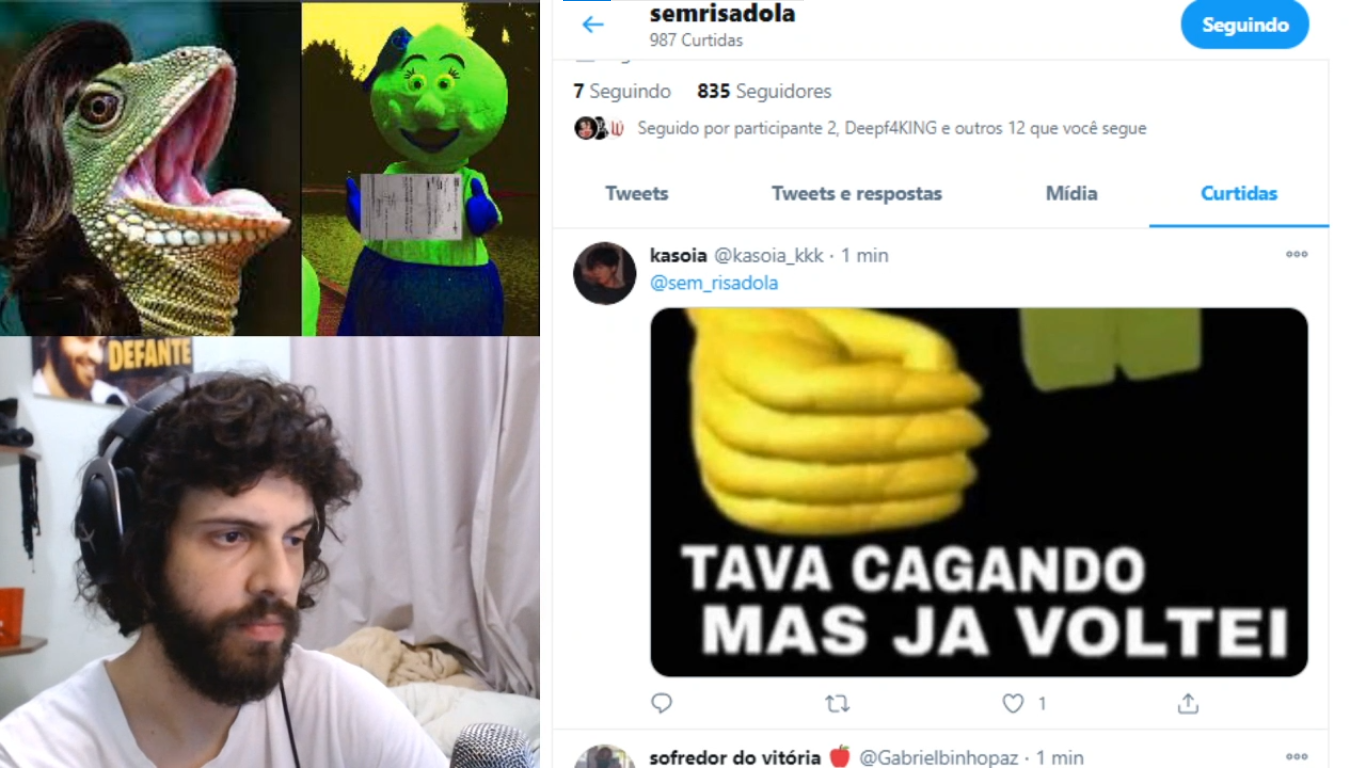 DEFANTE
semrisadola
987 Curtidas
Seguindo
7 Seguindo 835 Seguidores
Seguido por participante 2, Deepf4KING e outros 12 que você segue
Tweets Tweets e respostas Mídia Curtidas
kasoia @kasoia_kkk · 1 min
@sem_risadola
TAVA CAGANDO
MAS JA VOLTEI
1
sofredor do vitória 🍎 @Gabrielbinhopaz · 1 min